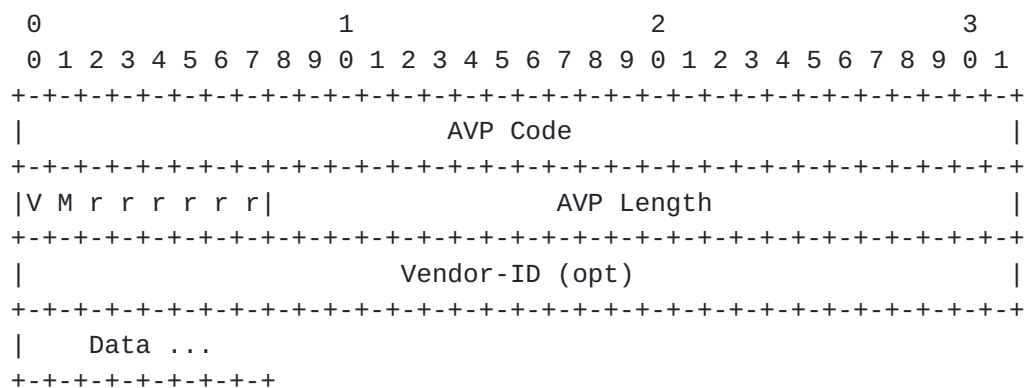 0                   1                   2                   3
 0 1 2 3 4 5 6 7 8 9 0 1 2 3 4 5 6 7 8 9 0 1 2 3 4 5 6 7 8 9 0 1
+-+-+-+-+-+-+-+-+-+-+-+-+-+-+-+-+-+-+-+-+-+-+-+-+-+-+-+-+-+-+-+-+
|                           AVP Code                            |
+-+-+-+-+-+-+-+-+-+-+-+-+-+-+-+-+-+-+-+-+-+-+-+-+-+-+-+-+-+-+-+-+
|V M r r r r r r|                  AVP Length                   |
+-+-+-+-+-+-+-+-+-+-+-+-+-+-+-+-+-+-+-+-+-+-+-+-+-+-+-+-+-+-+-+-+
|                        Vendor-ID (opt)                        |
+-+-+-+-+-+-+-+-+-+-+-+-+-+-+-+-+-+-+-+-+-+-+-+-+-+-+-+-+-+-+-+-+
|    Data ...
+-+-+-+-+-+-+-+-+